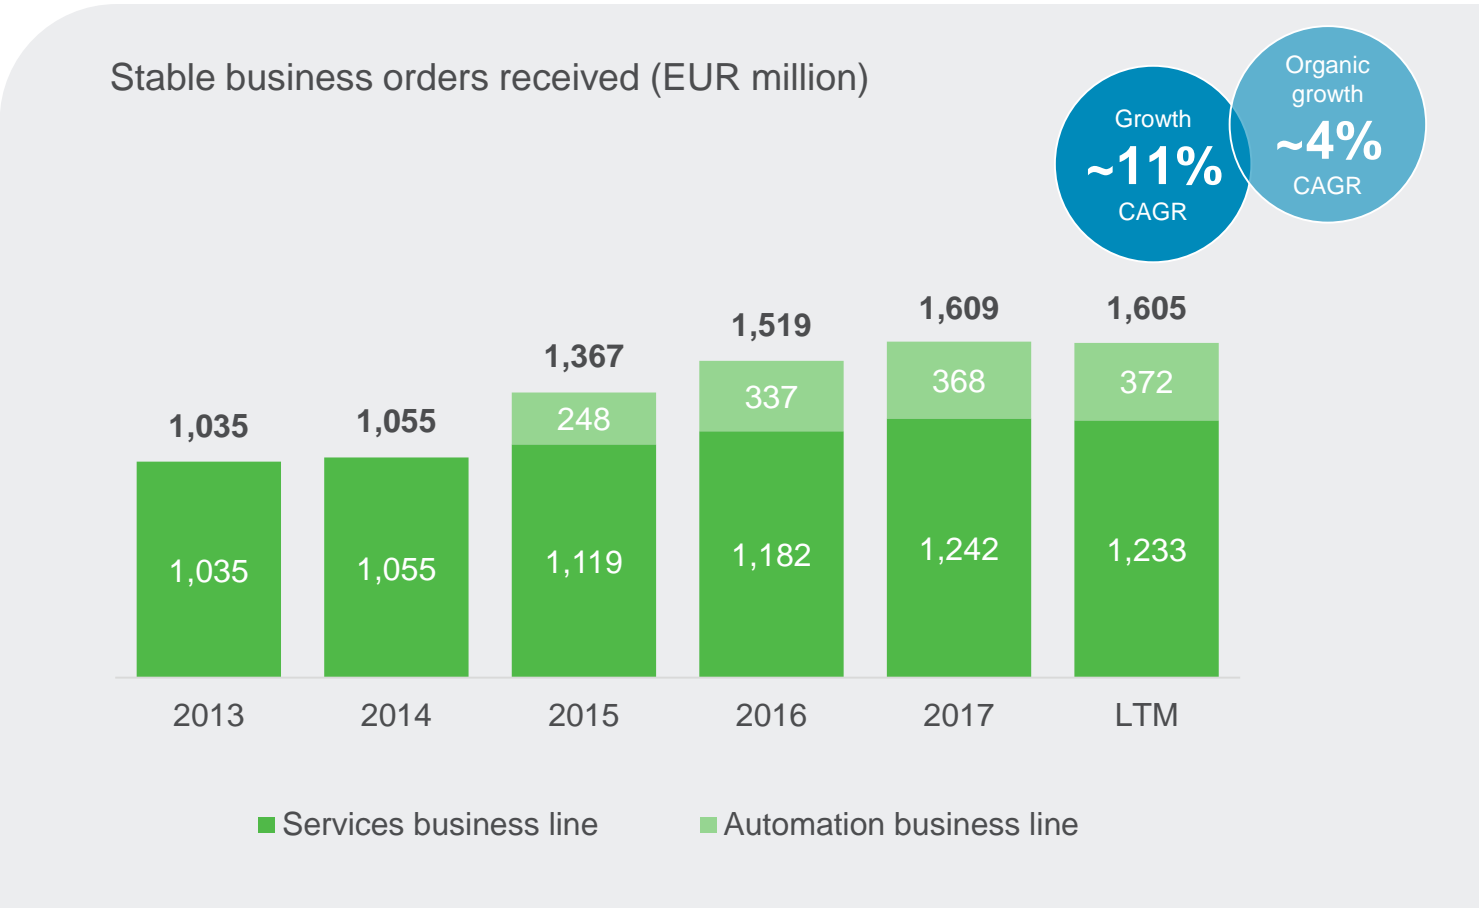 Stable business orders received (EUR million)
Growth
~11%
CAGR
Organic
growth
~4%
CAGR
1,035
1,055
1,367
1,519
1,609
1,605
248
337
368
372
1,035
1,055
1,119
1,182
1,242
1,233
2013
2014
2015
2016
2017
LTM
Services business line
Automation business line